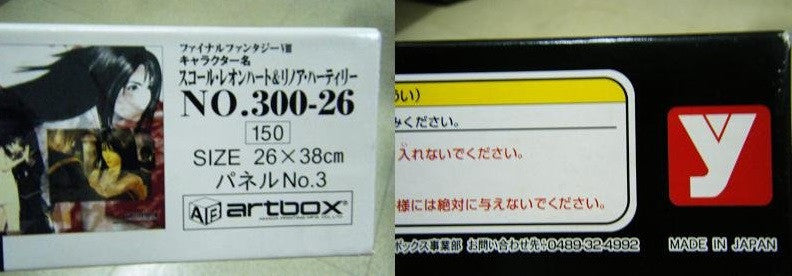 ファイナルファンタジーVIII
キャラクター名
スコール・レオンハート&リノア・ハーティリー
NO.300-26
150
SIZE 26×38cm
パネルNo.3
artbox
い)
みください。
入れないでください。
様には絶対に与えないでください。
ボックス事業部 お問い合わせ先:☎0489-32-4992
y
MADE IN JAPAN